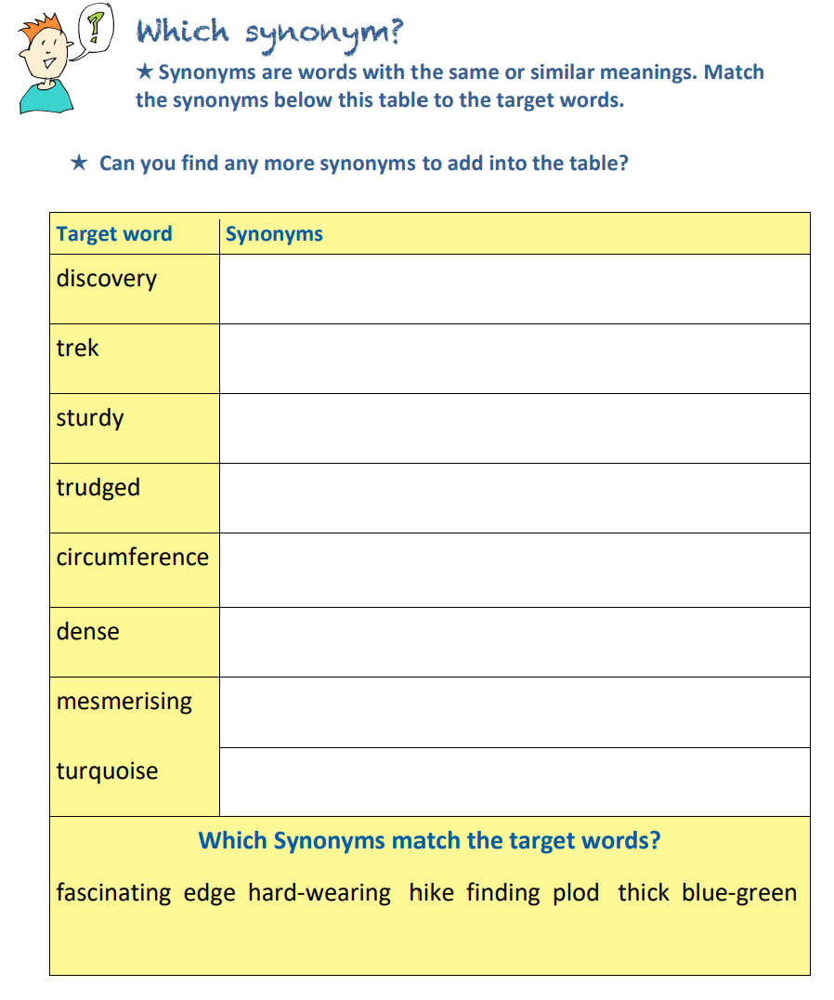 ?
Which synonym?
★ Synonyms are words with the same or similar meanings. Match
the synonyms below this table to the target words.
★ Can you find any more synonyms to add into the table?
Target word Synonyms
discovery
trek
sturdy
trudged
circumference
dense
mesmerising
turquoise
Which Synonyms match the target words?
fascinating edge hard-wearing hike finding plod thick blue-green